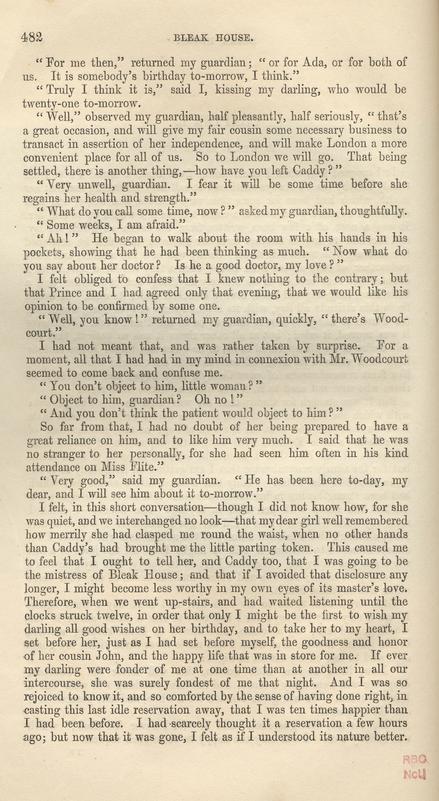 482 BLEAK HOUSE.
“ For me then,” returned my guardian; “ or for Ada, or for both of
us. It is somebody’s birthday to-morrow, I think.”
“ Truly I think it is,” said I, kissing my darling, who would be
twenty-one to-morrow.
“ Well,” observed my guardian, half pleasantly, half seriously, “ that’s
a great occasion, and will give my fair cousin some necessary business to
transact in assertion of her independence, and will make London a more
convenient place for all of us. So to London we will go. That being
settled, there is another thing,—how have you left Caddy? ”
“ Very unwell, guardian. I fear it will be some time before she
regains her health and strength.”
“ What do you call some time, now? ” asked my guardian, thoughtfully.
“ Some weeks, I am afraid.”
“ Ah! ” He began to walk about the room with his hands in his
pockets, showing that he had been thinking as much. “ Now what do
you say about her doctor? Is he a good doctor, my love? ”
I felt obliged to confess that I knew nothing to the contrary; but
that Prince and I had agreed only that evening, that we would like his
opinion to be confirmed by some one.
“ Well, you know! ” returned my guardian, quickly, “ there’s Wood-
court.”
I had not meant that, and was rather taken by surprise. For a
moment, all that I had had in my mind in connexion with Mr. Woodcourt
seemed to come back and confuse me.
“ You don’t object to him, little woman? ”
“ Object to him, guardian? Oh no! ”
“ And you don’t think the patient would object to him? ”
So far from that, I had no doubt of her being prepared to have a
great reliance on him, and to like him very much. I said that he was
no stranger to her personally, for she had seen him often in his kind
attendance on Miss Flite.”
“ Very good,” said my guardian. “ He has been here to-day, my
dear, and I will see him about it to-morrow.”
I felt, in this short conversation—though I did not know how, for she
was quiet, and we interchanged no look—that my dear girl well remembered
how merrily she had clasped me round the waist, when no other hands
than Caddy’s had brought me the little parting token. This caused me
to feel that I ought to tell her, and Caddy too, that I was going to be
the mistress of Bleak House; and that if I avoided that disclosure any
longer, I might become less worthy in my own eyes of its master’s love.
Therefore, when we went up-stairs, and had waited listening until the
clocks struck twelve, in order that only I might be the first to wish my
darling all good wishes on her birthday, and to take her to my heart, I
set before her, just as I had set before myself, the goodness and honor
of her cousin John, and the happy life that was in store for me. If ever
my darling were fonder of me at one time than at another in all our
intercourse, she was surely fondest of me that night. And I was so
rejoiced to know it, and so comforted by the sense of having done right, in
casting this last idle reservation away, that I was ten times happier than
I had been before. I had scarcely thought it a reservation a few hours
ago; but now that it was gone, I felt as if I understood its nature better.
RBO
NcU